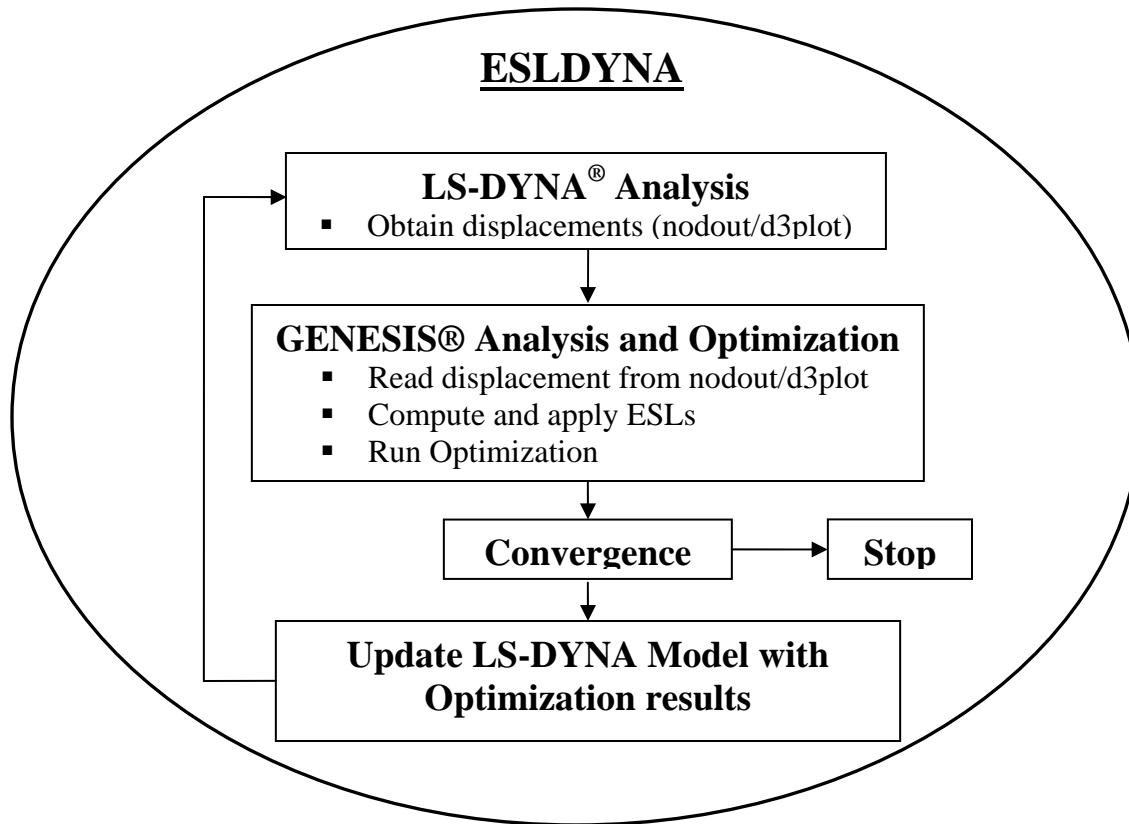 ESLDYNA
LS-DYNA® Analysis
▪ Obtain displacements (nodout/d3plot)
GENESIS® Analysis and Optimization
▪ Read displacement from nodout/d3plot
▪ Compute and apply ESLs
▪ Run Optimization
Convergence
Stop
Update LS-DYNA Model with
Optimization results